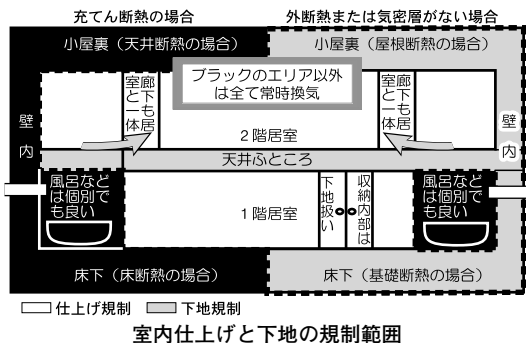 充てん断熱の場合
外断熱または気密層がない場合
小屋裏（天井断熱の場合）
小屋裏（屋根断熱の場合）
ブラックのエリア以外
は全て常時換気
廊下も居
室と一体
廊下も居
室と一体
壁内
壁内
2階居室
天井ふところ
風呂など
は個別で
も良い
1階居室
下地扱い
収納内部は
風呂など
は個別で
も良い
床下（床断熱の場合）
床下（基礎断熱の場合）
仕上げ規制
下地規制
室内仕上げと下地の規制範囲